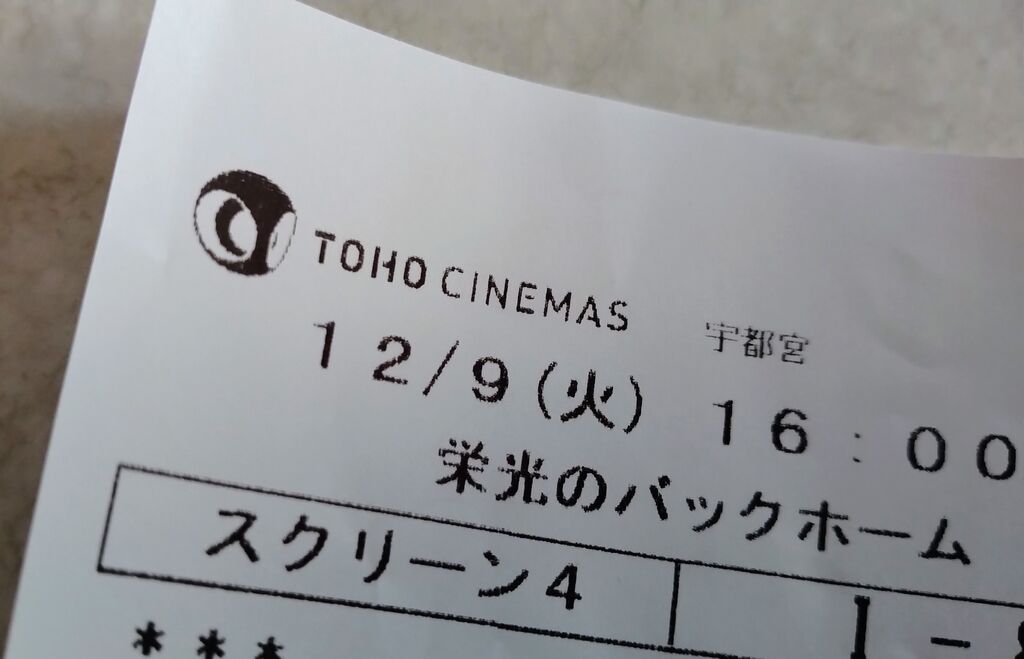 TOHO CINEMAS 宇都宮
12/9(火) 16:00
栄光のバックホーム
スクリーン4 I-
***